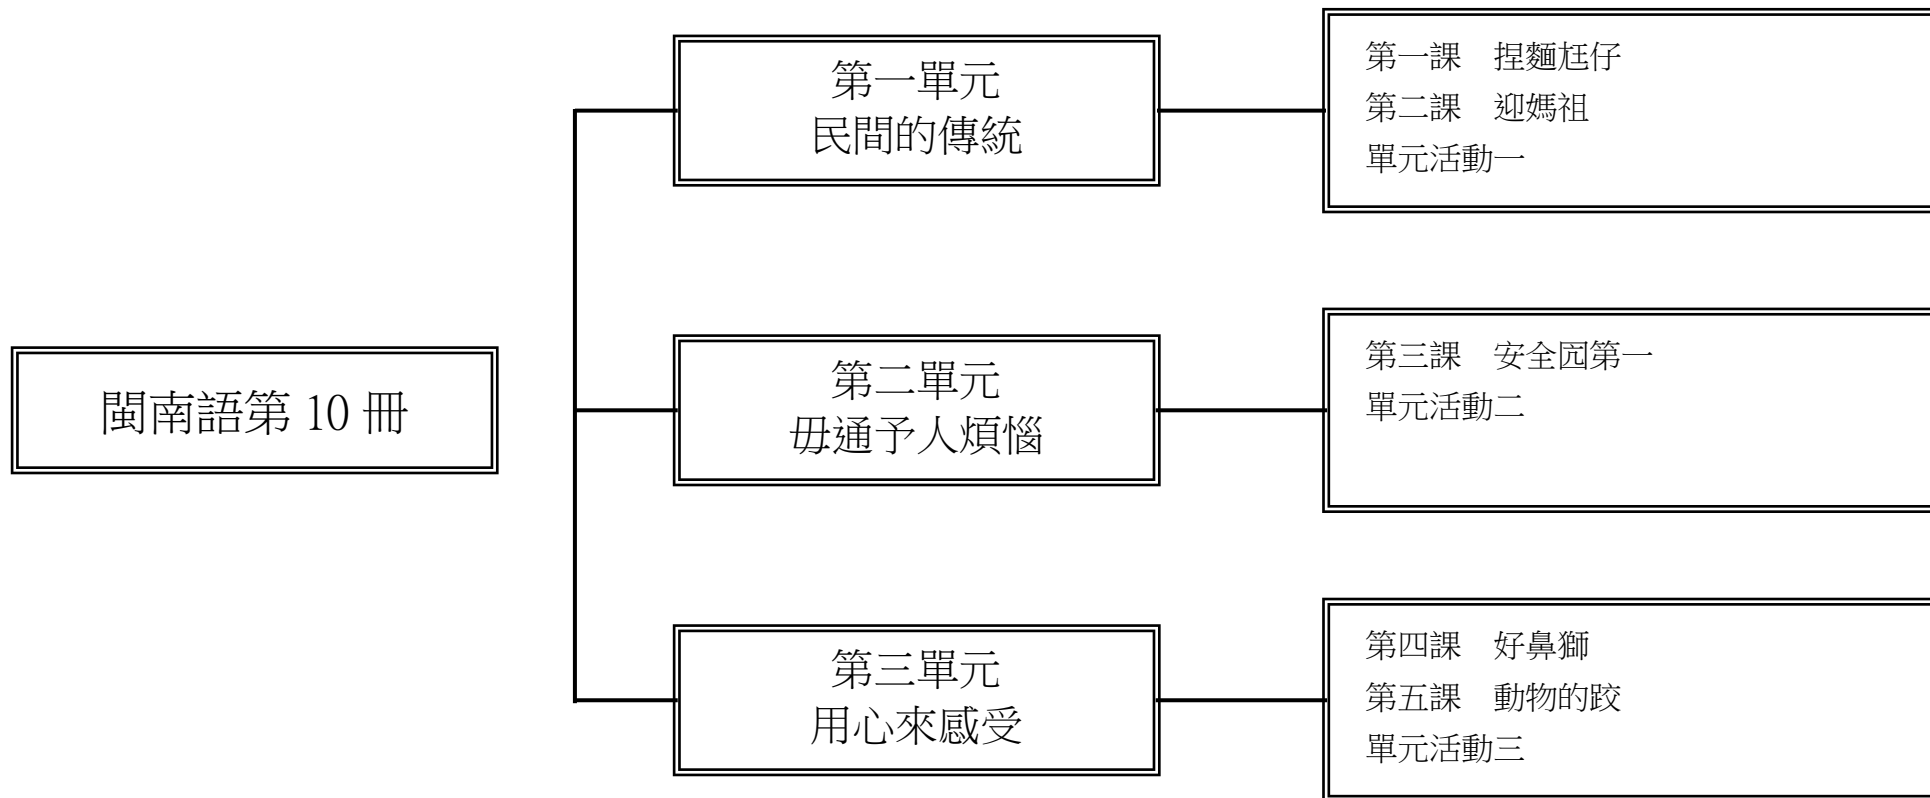 閩南語第 10 冊
第一單元
民間的傳統
第一課　捏麵尪仔
第二課　迎媽祖
單元活動一
第二單元
毋通予人煩惱
第三課　安全囥第一
單元活動二
第三單元
用心來感受
第四課　好鼻獅
第五課　動物的跤
單元活動三